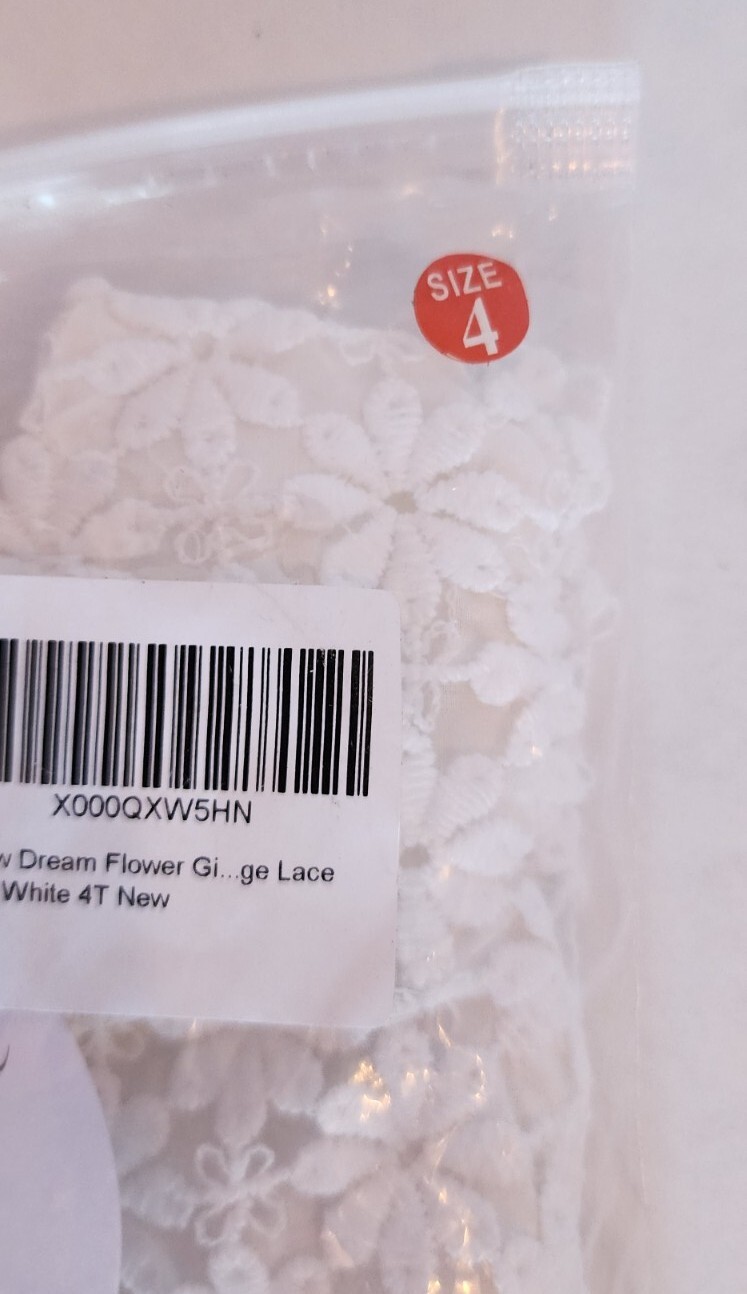 SIZE
4
X000QXW5HN
Dream Flower Gi...ge Lace
White 4T New